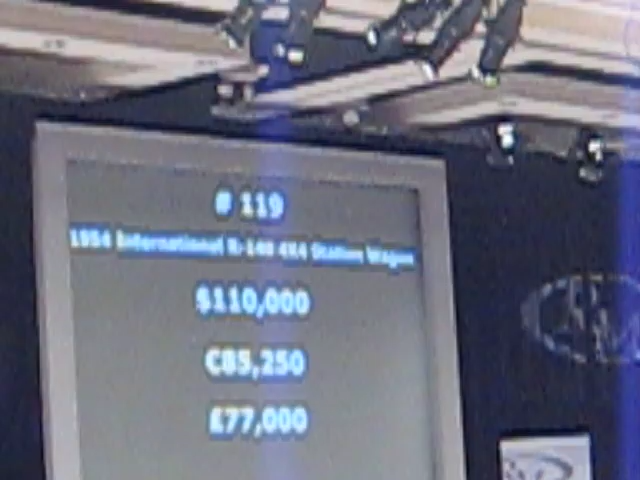 # 119
1954 International R-140 4X4 Station Wagon
$110,000
€85,250
£77,000